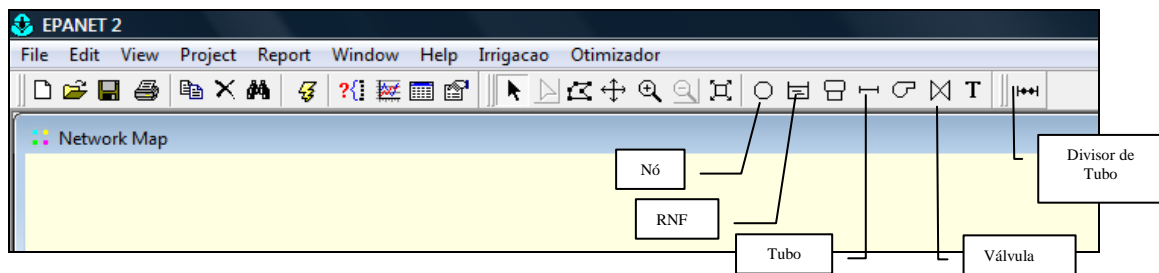 EPANET 2
File Edit View Project Report Window Help Irrigacao Otimizador
T
Network Map
Nó
Divisor de
Tubo
RNF
Tubo
Válvula